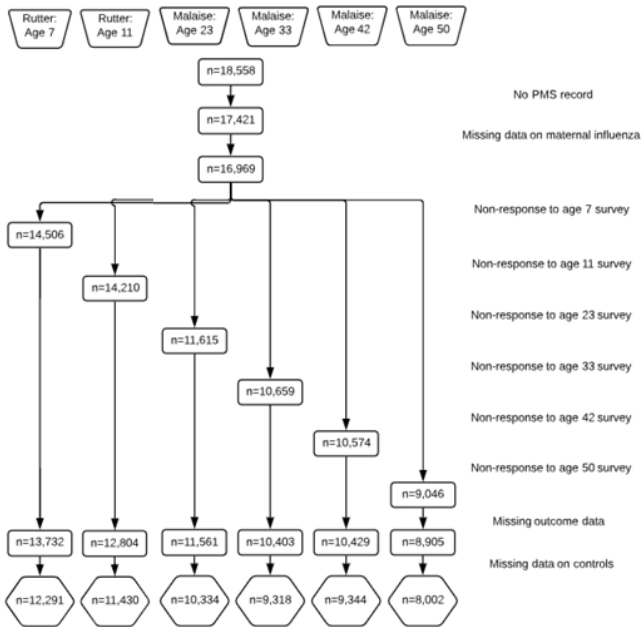 Rutter: Age 7
Rutter: Age 11
Malaise: Age 23
Malaise: Age 33
Malaise: Age 42
Malaise: Age 50
n=18,558
No PMS record
n=17,421
Missing data on maternal influenza
n=16,969
Non-response to age 7 survey
n=14,506
Non-response to age 11 survey
n=14,210
Non-response to age 23 survey
n=11,615
Non-response to age 33 survey
n=10,659
Non-response to age 42 survey
n=10,574
Non-response to age 50 survey
n=9,046
Missing outcome data
n=13,732
n=12,804
n=11,561
n=10,403
n=10,429
n=8,905
Missing data on controls
n=12,291
n=11,430
n=10,334
n=9,318
n=9,344
n=8,002